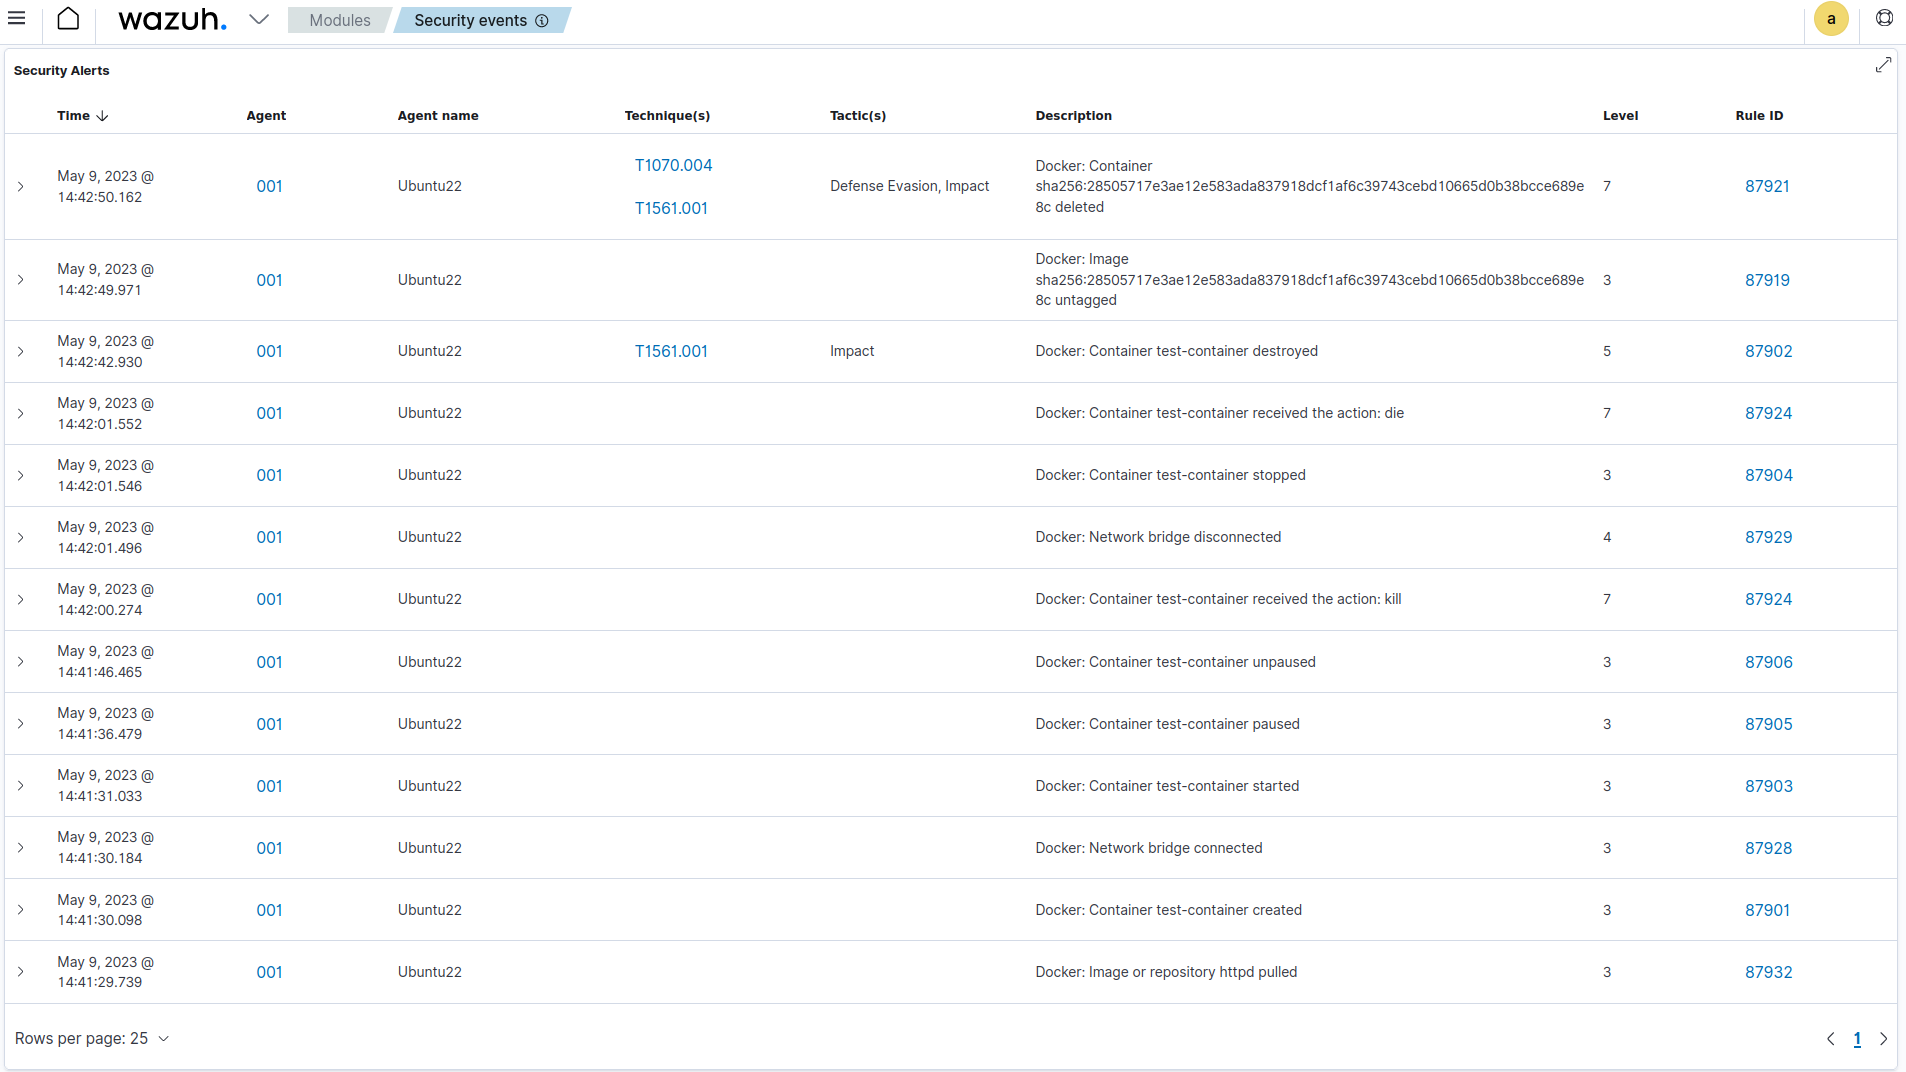 wazuh.
Modules
Security events
a
Security Alerts
Time Agent Agent name Technique(s) Tactic(s) Description Level Rule ID
May 9, 2023 @
14:42:50.162
001
Ubuntu22
T1070.004
T1561.001
Defense Evasion, Impact
Docker: Container
sha256:28505717e3ae12e583ada837918dcf1af6c39743cebd10665d0b38bcce689e
8c deleted
7
87921
May 9, 2023 @
14:42:49.971
001
Ubuntu22
Docker: Image
sha256:28505717e3ae12e583ada837918dcf1af6c39743cebd10665d0b38bcce689e
8c untagged
3
87919
May 9, 2023 @
14:42:42.930
001
Ubuntu22
T1561.001
Impact
Docker: Container test-container destroyed
5
87902
May 9, 2023 @
14:42:01.552
001
Ubuntu22
Docker: Container test-container received the action: die
7
87924
May 9, 2023 @
14:42:01.546
001
Ubuntu22
Docker: Container test-container stopped
3
87904
May 9, 2023 @
14:42:01.496
001
Ubuntu22
Docker: Network bridge disconnected
4
87929
May 9, 2023 @
14:42:00.274
001
Ubuntu22
Docker: Container test-container received the action: kill
7
87924
May 9, 2023 @
14:41:46.465
001
Ubuntu22
Docker: Container test-container unpaused
3
87906
May 9, 2023 @
14:41:36.479
001
Ubuntu22
Docker: Container test-container paused
3
87905
May 9, 2023 @
14:41:31.033
001
Ubuntu22
Docker: Container test-container started
3
87903
May 9, 2023 @
14:41:30.184
001
Ubuntu22
Docker: Network bridge connected
3
87928
May 9, 2023 @
14:41:30.098
001
Ubuntu22
Docker: Container test-container created
3
87901
May 9, 2023 @
14:41:29.739
001
Ubuntu22
Docker: Image or repository httpd pulled
3
87932
Rows per page: 25
1